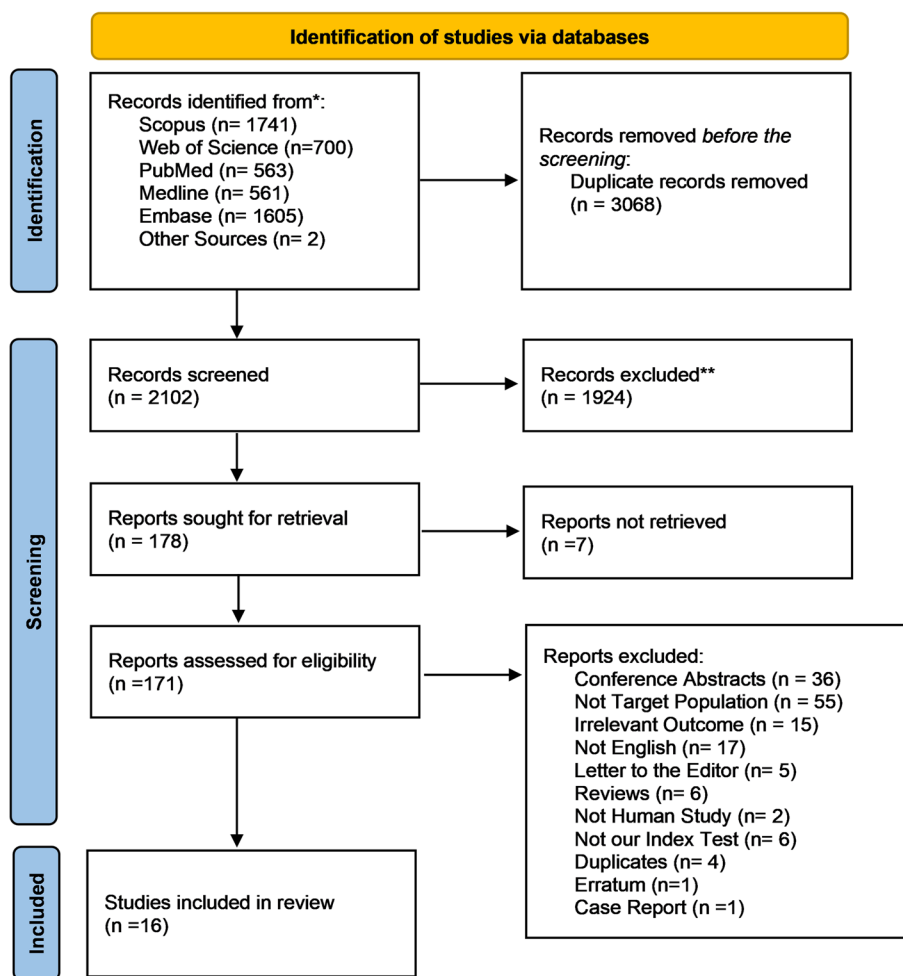 Identification of studies via databases
Identification
Records identified from*:
Scopus (n= 1741)
Web of Science (n=700)
PubMed (n= 563)
Medline (n= 561)
Embase (n= 1605)
Other Sources (n= 2)
Records removed before the
screening:
Duplicate records removed
(n = 3068)
Screening
Records screened
(n = 2102)
Records excluded**
(n = 1924)
Reports sought for retrieval
(n = 178)
Reports not retrieved
(n =7)
Reports assessed for eligibility
(n =171)
Reports excluded:
Conference Abstracts (n = 36)
Not Target Population (n = 55)
Irrelevant Outcome (n = 15)
Not English (n= 17)
Letter to the Editor (n= 5)
Reviews (n= 6)
Not Human Study (n= 2)
Not our Index Test (n= 6)
Duplicates (n= 4)
Erratum (n=1)
Case Report (n =1)
Included
Studies included in review
(n =16)